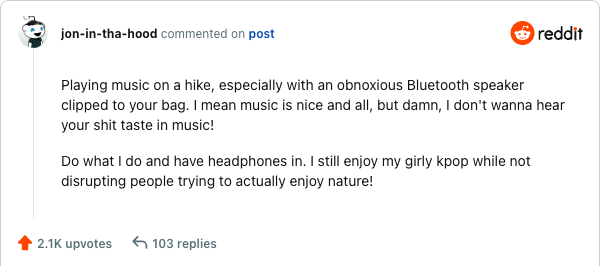 jon-in-tha-hood commented on post
reddit
Playing music on a hike, especially with an obnoxious Bluetooth speaker
clipped to your bag. I mean music is nice and all, but damn, I don't wanna hear
your shit taste in music!
Do what I do and have headphones in. I still enjoy my girly kpop while not
disrupting people trying to actually enjoy nature!
2.1K upvotes 103 replies